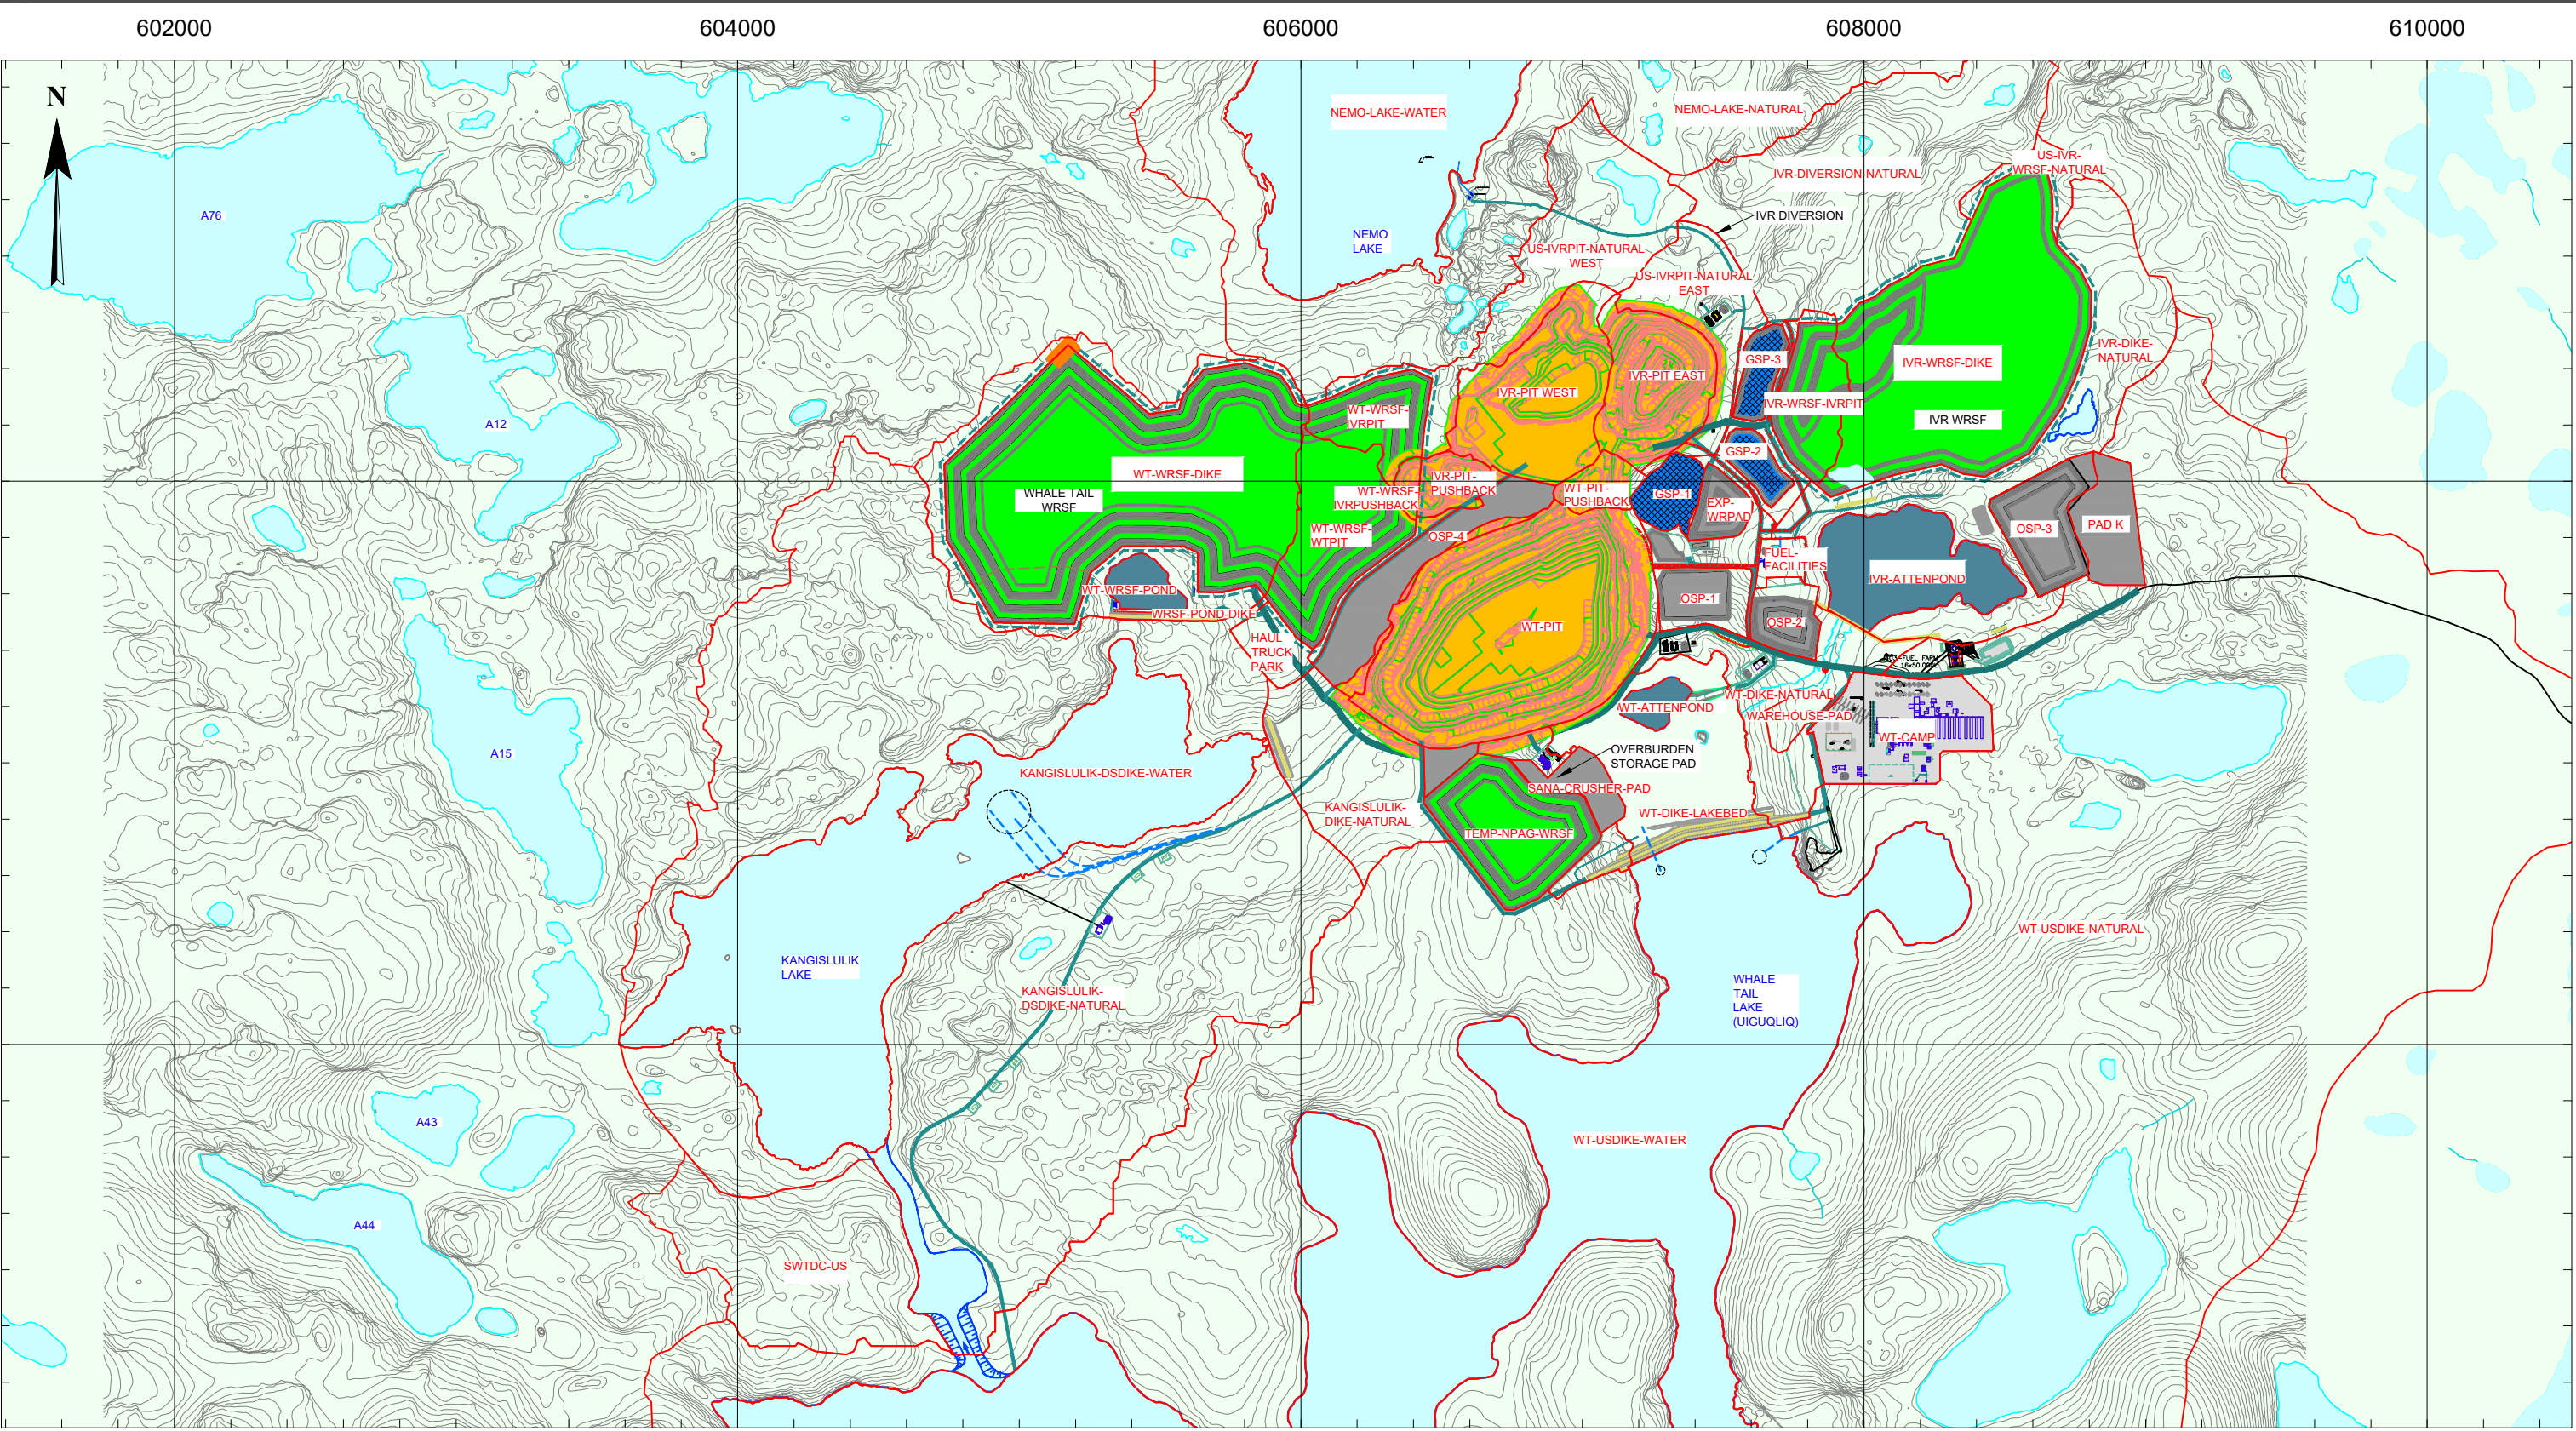 602000
604000
606000
608000
610000
N
NEMO-LAKE-WATER
NEMO-LAKE-NATURAL
US-IVR-
WRSF-NATURAL
IVR-DIVERSION-NATURAL
A76
IVR DIVERSION
NEMO
LAKE
US-IVRPIT-NATURAL
WEST
US-IVRPIT-NATURAL
EAST
IVR-DIKE-
NATURAL
GSP-3
IVR-WRSF-DIKE
IVR-PIT EAST
IVR-PIT WEST
IVR-WRSF-IVRPIT
WT-WRSF-
IVRPIT
IVR WRSF
A12
GSP-2
WT-WRSF-DIKE
IVR-PIT-
PUSHBACK
WT-PIT-
PUSHBACK
GSP-1
WHALE TAIL
WRSF
WT-WRSF-
IVRPUSHBACK
EXP-
WRPAD
WT-WRSF-
WTPIT
OSP-4
OSP-3
PAD K
FUEL-
FACILITIES
IVR-ATTENPOND
WT-WRSF-POND
OSP-1
WRSF-POND-DIKE
OSP-2
WT-PIT
HAUL
TRUCK
PARK
FUEL FARM
WT-DIKE-NATURAL
WT-ATTENPOND
WAREHOUSE-PAD
WT-CAMP
A15
OVERBURDEN
STORAGE PAD
KANGISLULIK-DSDIKE-WATER
SANA-CRUSHER-PAD
KANGISLULIK-
DIKE-NATURAL
WT-DIKE-LAKEBED
TEMP-NPAG-WRSF
WT-USDIKE-NATURAL
KANGISLULIK
LAKE
WHALE
TAIL
LAKE
(UIGUQLIQ)
KANGISLULIK-
DSDIKE-NATURAL
A43
WT-USDIKE-WATER
A44
SWTDC-US